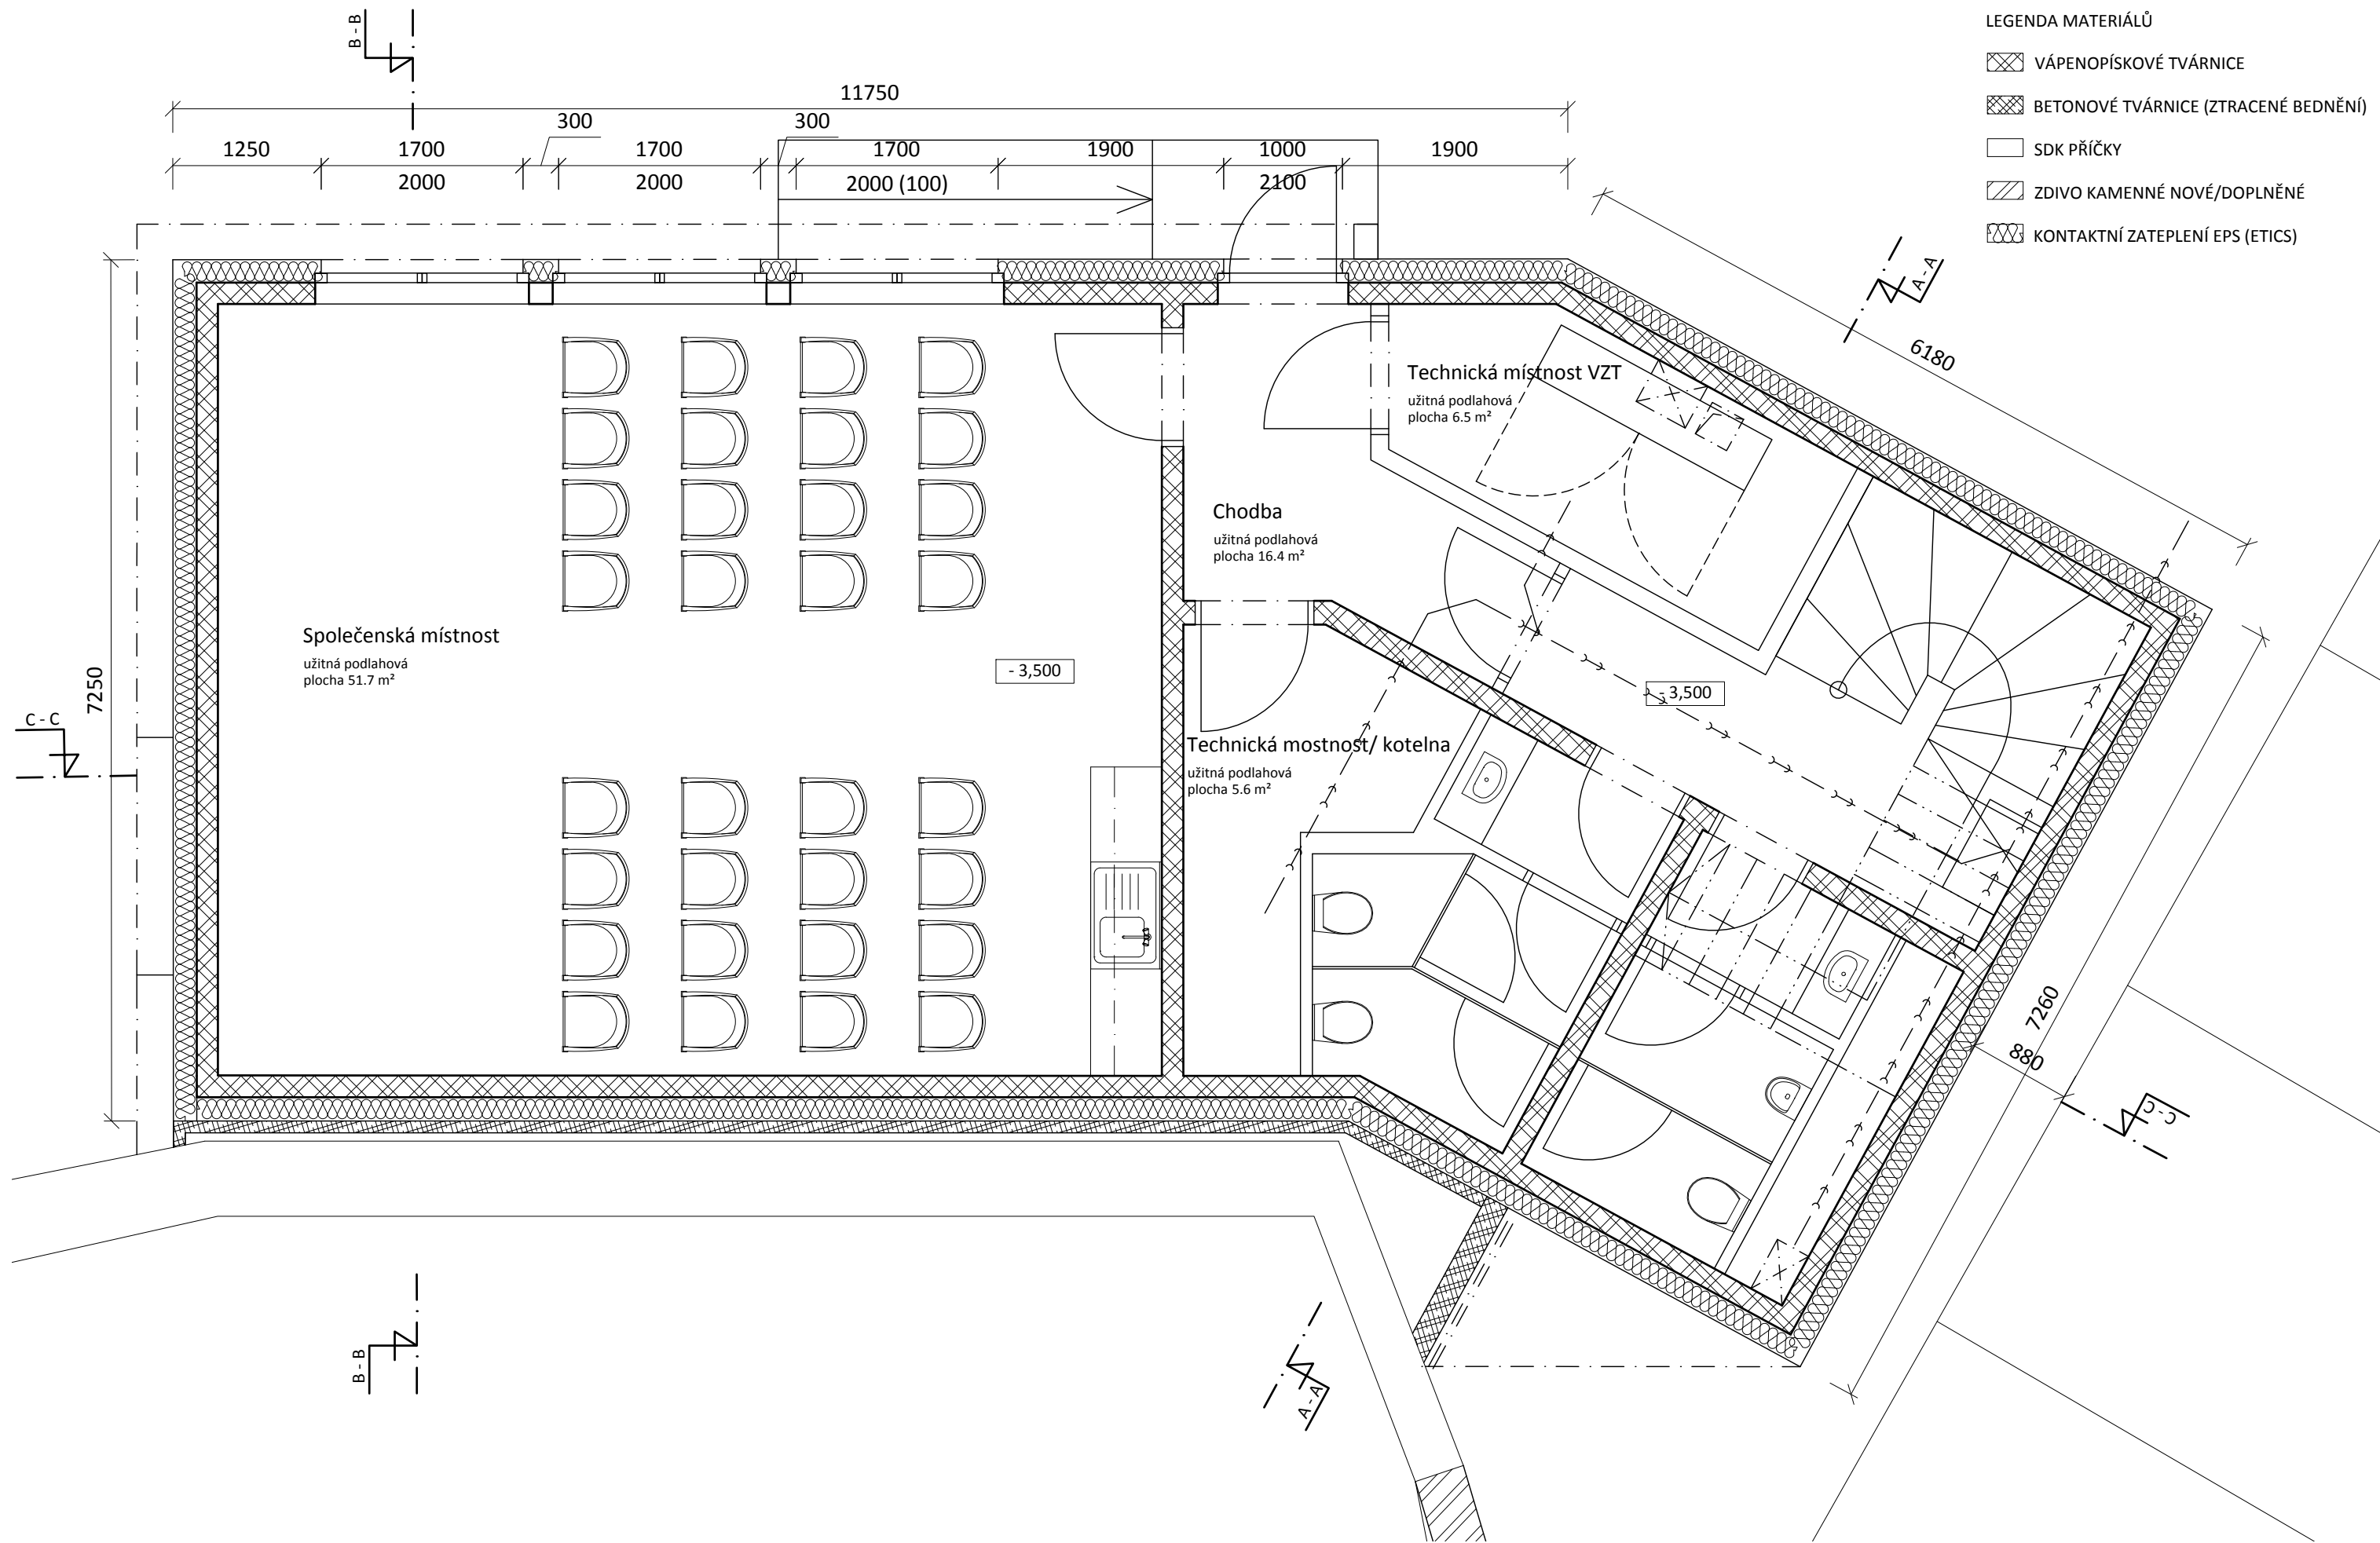 LEGENDA MATERIÁLŮ
VÁPENOPÍSKOVÉ TVÁRNICE
BETONOVÉ TVÁRNICE (ZTRACENÉ BEDNĚNÍ)
SDK PŘÍČKY
ZDIVO KAMENNÉ NOVÉ/DOPLNĚNÉ
KONTAKTNÍ ZATEPLENÍ EPS (ETICS)
B - B
11750
300
300
1250
1700
1700
1700
1900
1000
1900
2000
2000
2000 (100)
2100
A - A
6180
Technická místnost VZT
užitná podlahová
plocha 6.5 m²
Chodba
užitná podlahová
plocha 16.4 m²
Společenská místnost
užitná podlahová
plocha 51.7 m²
- 3,500
- 3,500
7250
C - C
Technická mostnost/ kotelna
užitná podlahová
plocha 5.6 m²
7260
880
C - C
B - B
A - A